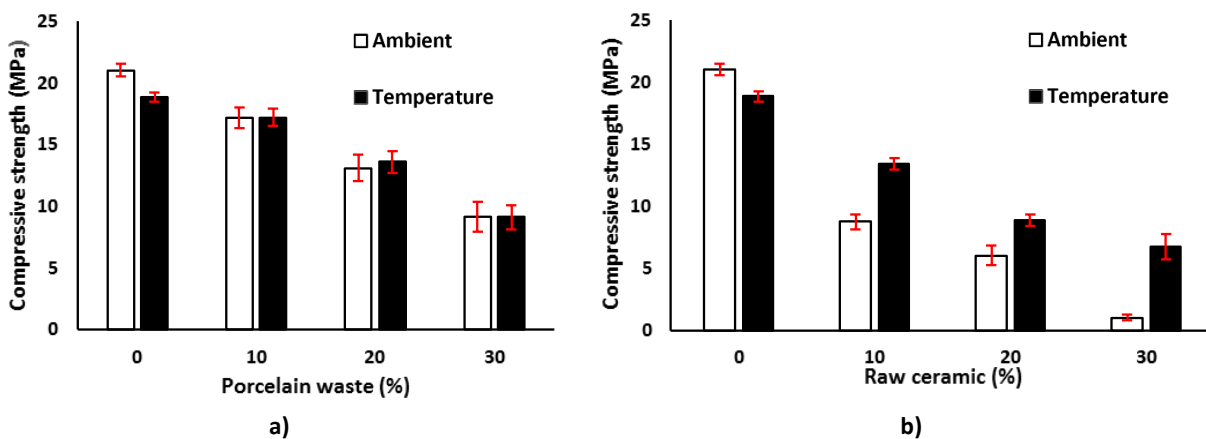 25
20
15
10
5
0
Compressive strength (MPa)
Ambient
Temperature
0 10 20 30
Porcelain waste (%)
a)
25
20
15
10
5
0
Compressive strength (MPa)
Ambient
Temperature
0 10 20 30
Raw ceramic (%)
b)